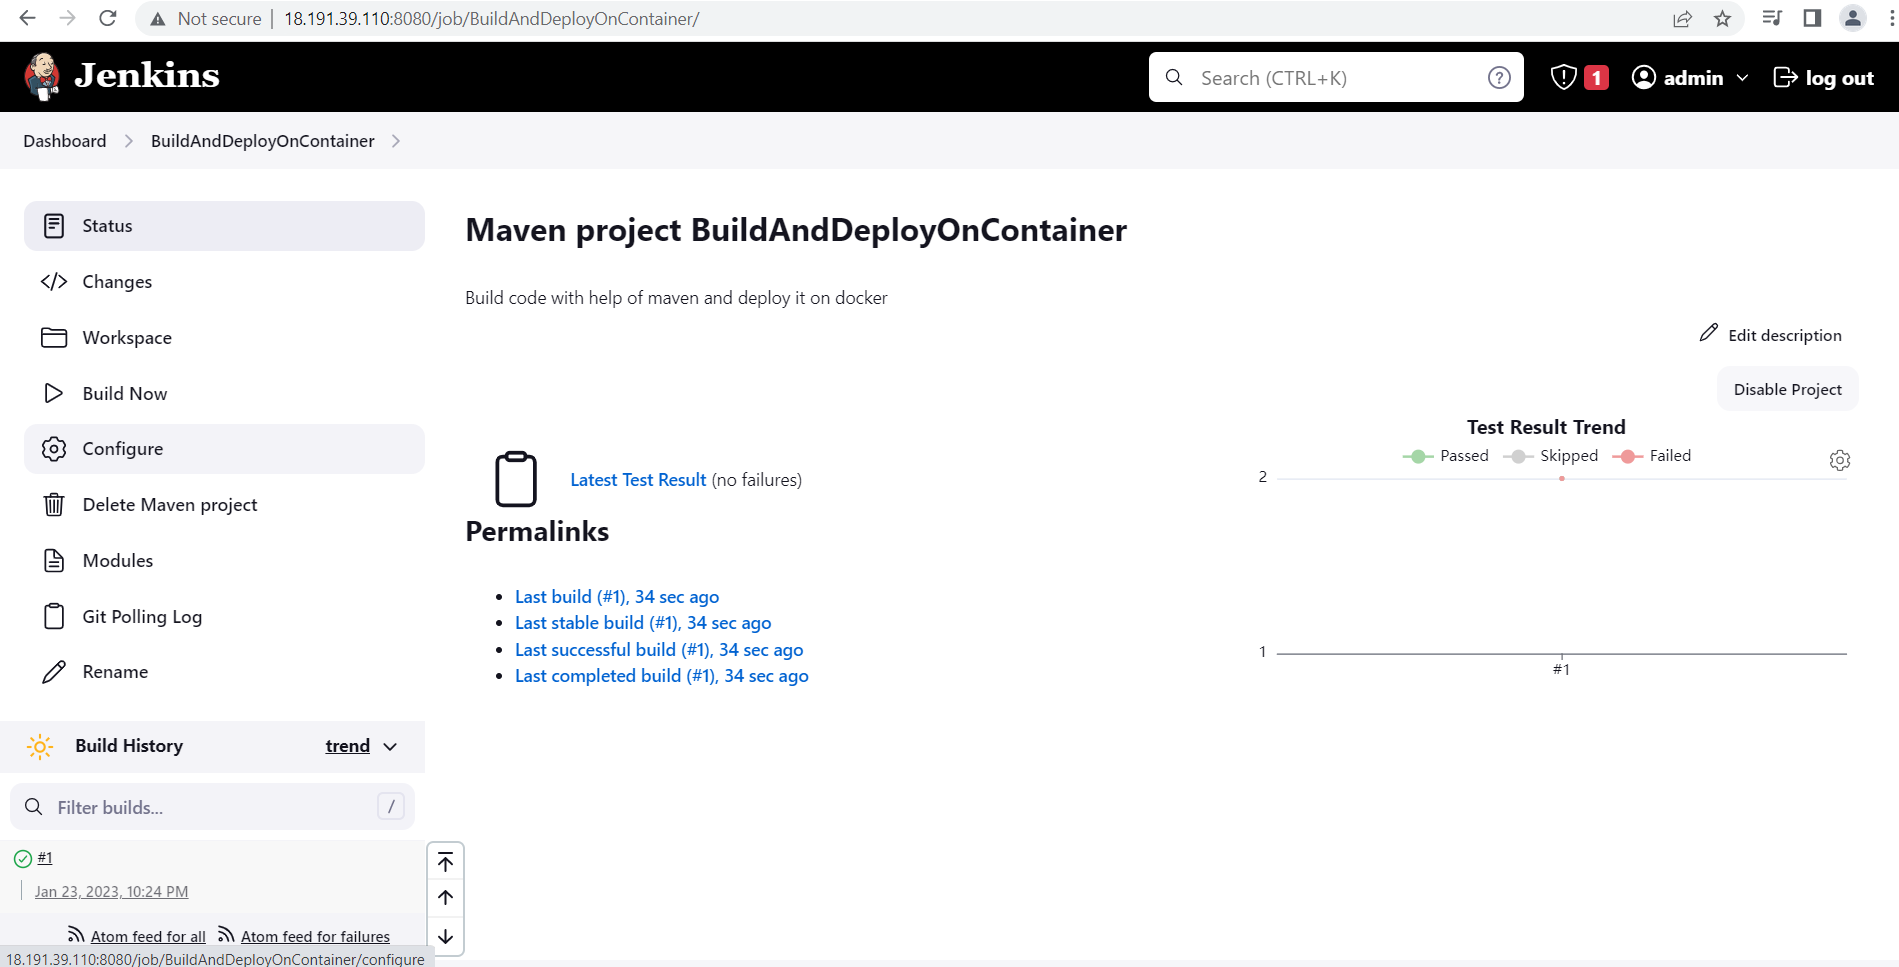 Not secure | 18.191.39.110:8080/job/BuildAndDeployOnContainer/
Jenkins
Search (CTRL+K)
?
1
admin
log out
Dashboard
BuildAndDeployOnContainer
Status
Changes
Workspace
Build Now
Configure
Delete Maven project
Modules
Git Polling Log
Rename
Build History
trend
Filter builds...
/
#1
Jan 23, 2023, 10:24 PM
Atom feed for all
Atom feed for failures
18.191.39.110:8080/job/BuildAndDeployOnContainer/configure
Maven project BuildAndDeployOnContainer
Build code with help of maven and deploy it on docker
Edit description
Disable Project
Latest Test Result (no failures)
Permalinks
Last build (#1), 34 sec ago
Last stable build (#1), 34 sec ago
Last successful build (#1), 34 sec ago
Last completed build (#1), 34 sec ago
Test Result Trend
Passed Skipped Failed
2
1
#1